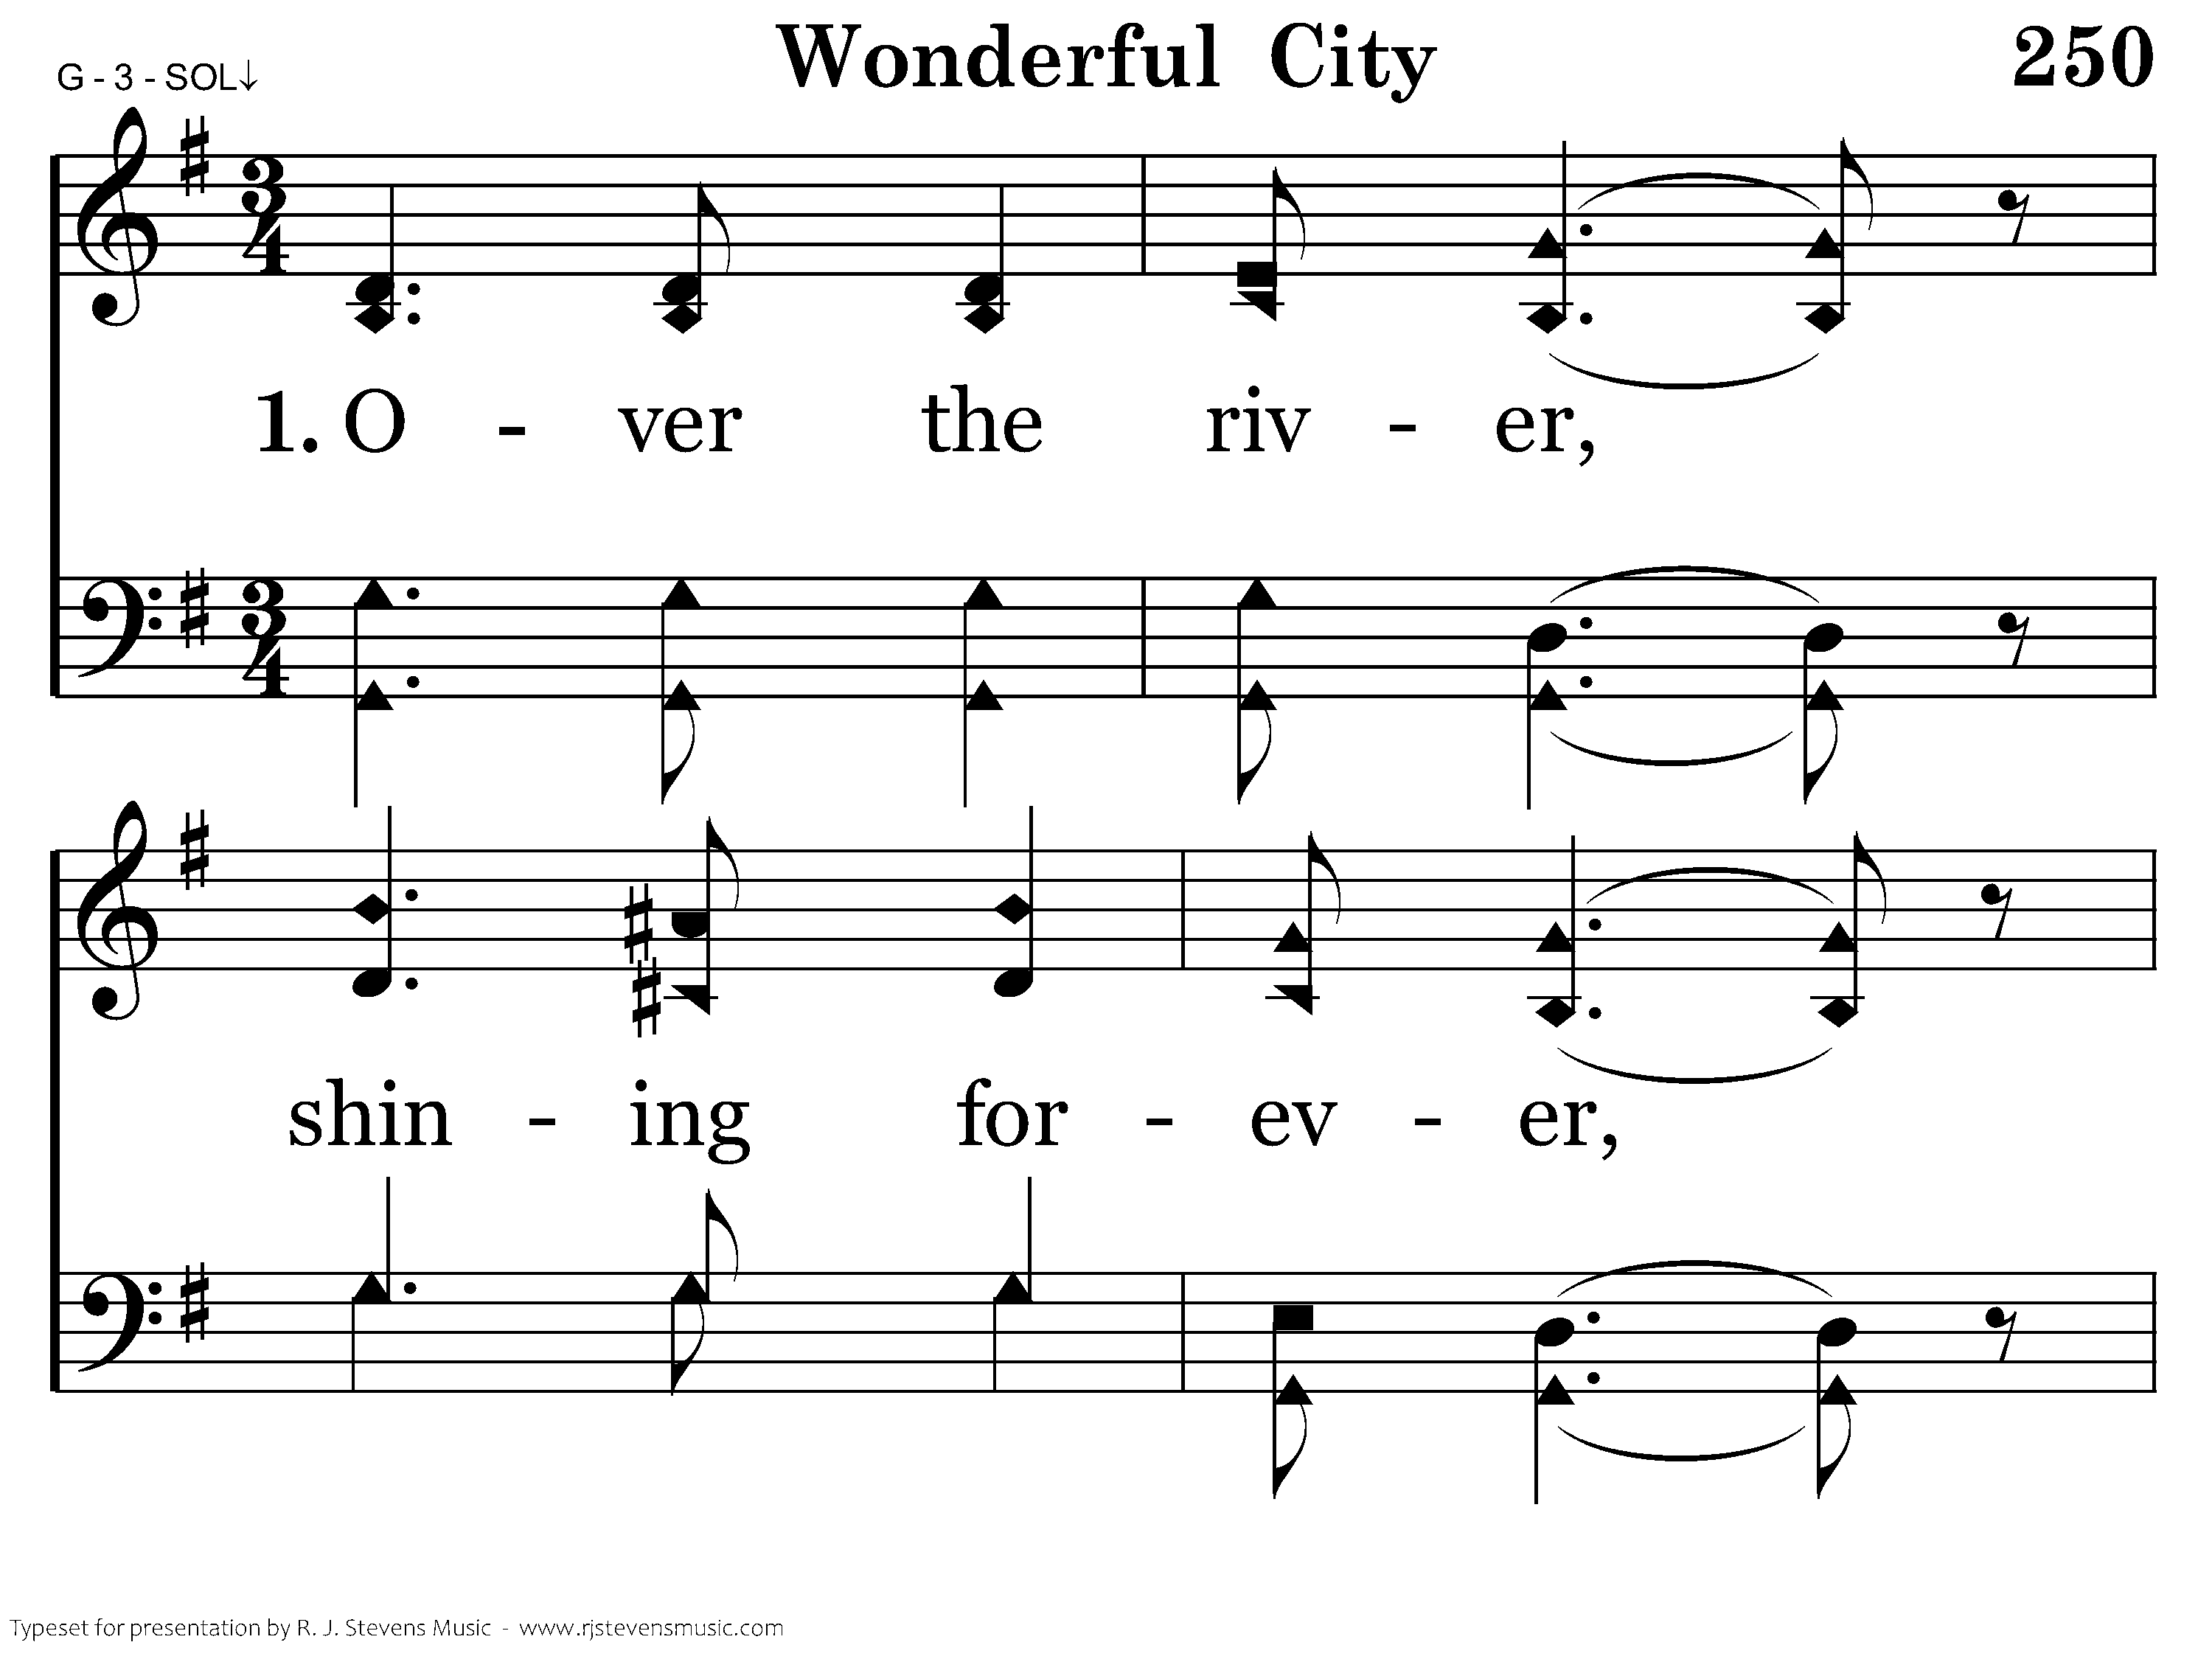 Wonderful City 250
G - 3 - SOL↓
1. O - ver the riv - er,
shin - ing for - ev - er,
Typeset for presentation by R. J. Stevens Music - www.rjstevensmusic.com